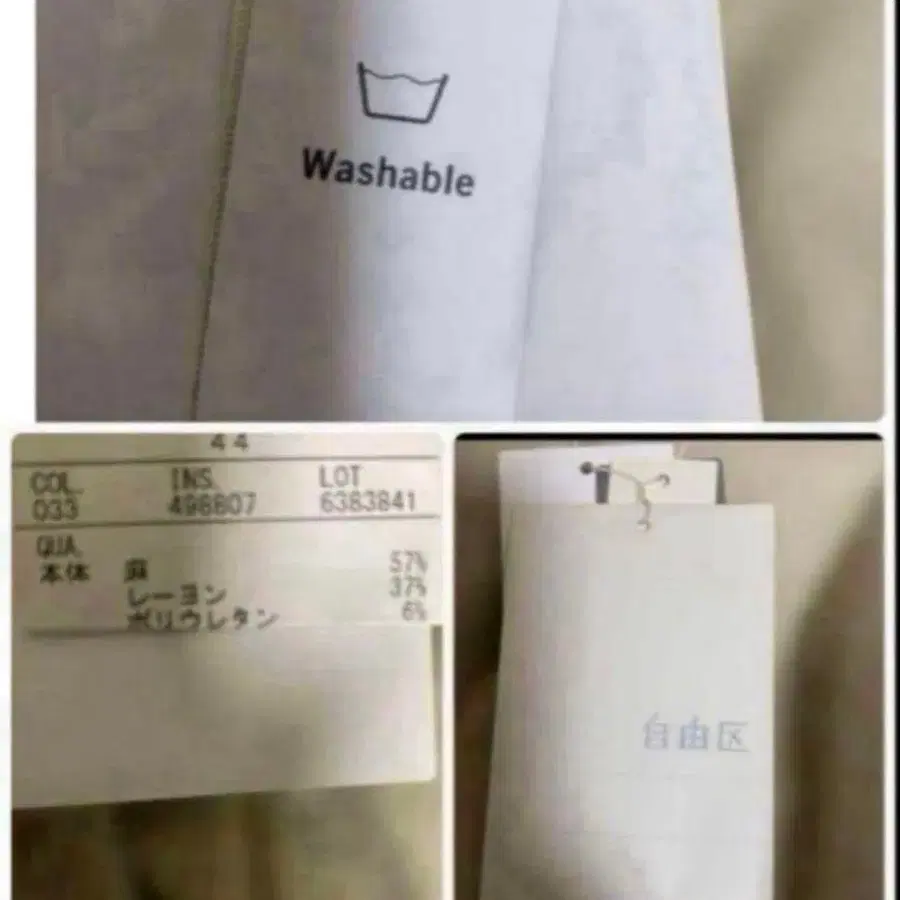 Washable
44
COL. INS. LOT
033 498807 6383841
QUA.
本体 麻 57%
レーヨン 37%
ポリウレタン 6%
自由区